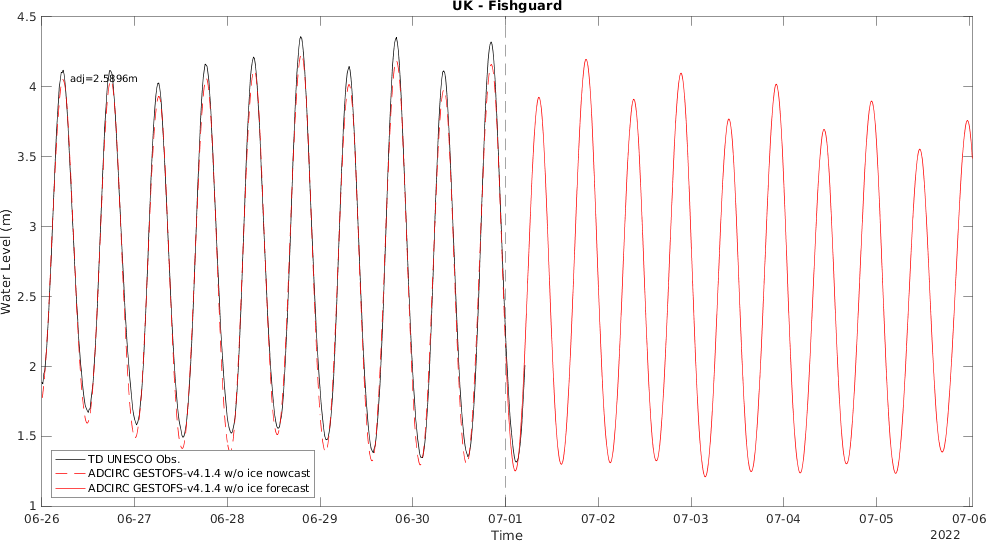 UK - Fishguard
4.5
4
3.5
3
2.5
2
1.5
1
Water Level (m)
adj=2.5896m
TD UNESCO Obs.
ADCIRC GESTOFS-v4.1.4 w/o ice nowcast
ADCIRC GESTOFS-v4.1.4 w/o ice forecast
06-26 06-27 06-28 06-29 06-30 07-01 07-02 07-03 07-04 07-05 07-06
Time
2022